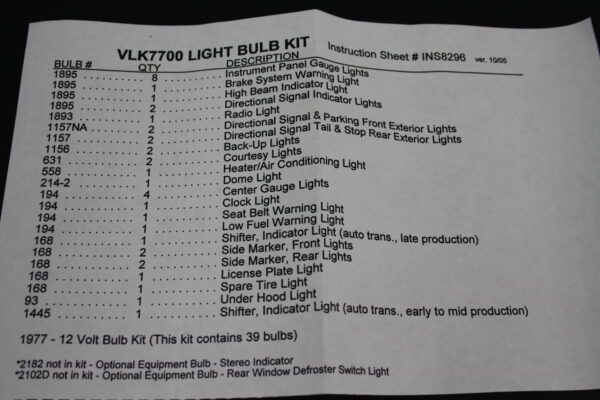 VLK7700 LIGHT BULB KIT Instruction Sheet # INS8296 ver. 10/05
BULB # QTY DESCRIPTION
1895 . . . . . . . . . 8 . . . . . . . . . Instrument Panel Gauge Lights
1895 . . . . . . . . . 1 . . . . . . . . . Brake System Warning Light
1895 . . . . . . . . . 1 . . . . . . . . . High Beam Indicator Light
1895 . . . . . . . . . 2 . . . . . . . . . Directional Signal Indicator Lights
1893 . . . . . . . . . 1 . . . . . . . . . Radio Light
1157NA . . . . . . . . . 2 . . . . . . . . . Directional Signal & Parking Front Exterior Lights
1157 . . . . . . . . . 2 . . . . . . . . . Directional Signal Tail & Stop Rear Exterior Lights
1156 . . . . . . . . . 2 . . . . . . . . . Back-Up Lights
631 . . . . . . . . . 2 . . . . . . . . . Courtesy Lights
558 . . . . . . . . . 1 . . . . . . . . . Heater/Air Conditioning Light
214-2 . . . . . . . . . 1 . . . . . . . . . Dome Light
194 . . . . . . . . . 4 . . . . . . . . . Center Gauge Lights
194 . . . . . . . . . 1 . . . . . . . . . Clock Light
194 . . . . . . . . . 1 . . . . . . . . . Seat Belt Warning Light
194 . . . . . . . . . 1 . . . . . . . . . Low Fuel Warning Light
168 . . . . . . . . . 1 . . . . . . . . . Shifter, Indicator Light (auto trans., late production)
168 . . . . . . . . . 2 . . . . . . . . . Side Marker, Front Lights
168 . . . . . . . . . 2 . . . . . . . . . Side Marker, Rear Lights
168 . . . . . . . . . 1 . . . . . . . . . License Plate Light
168 . . . . . . . . . 1 . . . . . . . . . Spare Tire Light
93 . . . . . . . . . 1 . . . . . . . . . Under Hood Light
1445 . . . . . . . . . 1 . . . . . . . . . Shifter, Indicator Light (auto trans., early to mid production)
1977 - 12 Volt Bulb Kit (This kit contains 39 bulbs)
*2182 not in kit - Optional Equipment Bulb - Stereo Indicator
*2102D not in kit - Optional Equipment Bulb - Rear Window Defroster Switch Light